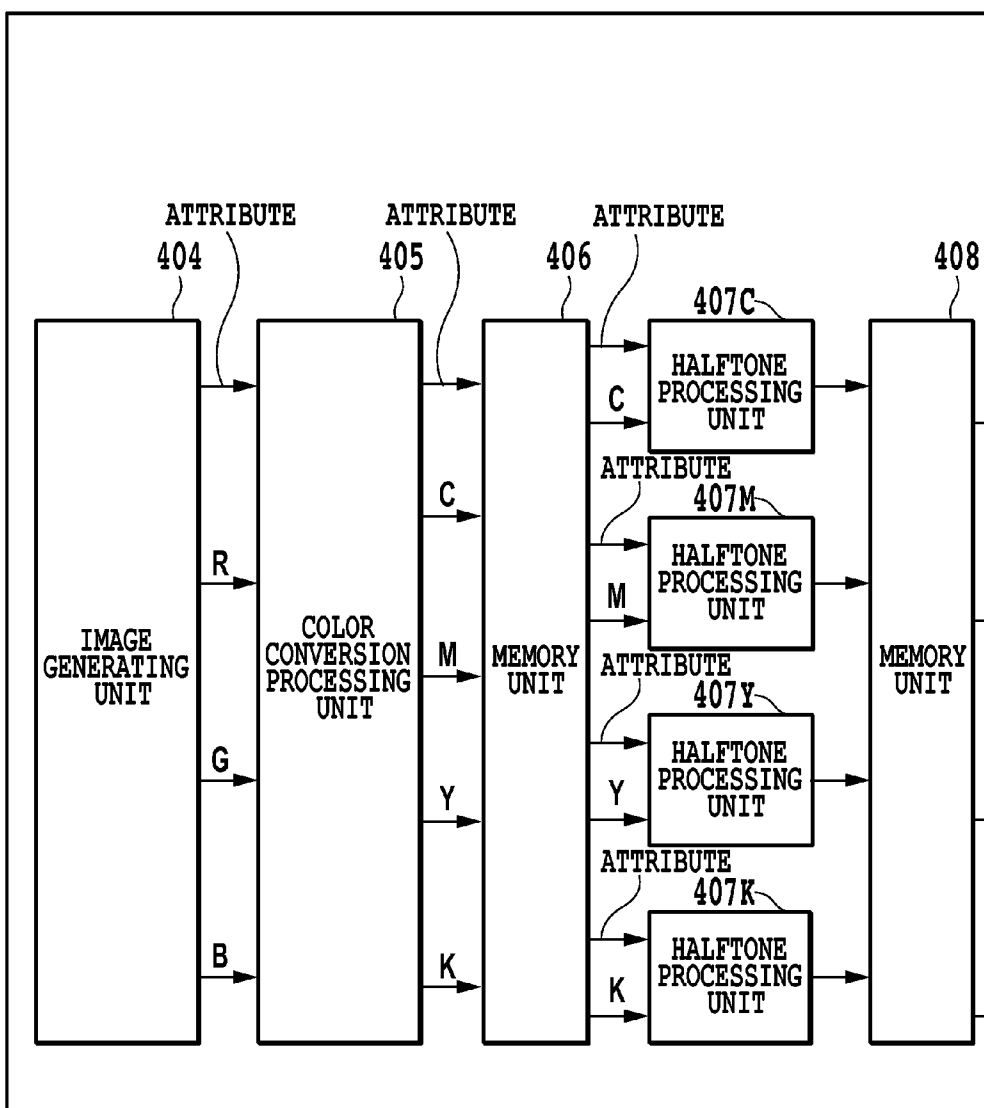 ATTRIBUTE
ATTRIBUTE
ATTRIBUTE
404
405
406
408
407C
HALFTONE
PROCESSING
UNIT
C
ATTRIBUTE
407M
C
HALFTONE
PROCESSING
UNIT
R
M
IMAGE
GENERATING
UNIT
COLOR
CONVERSION
PROCESSING
UNIT
M
MEMORY
UNIT
MEMORY
UNIT
ATTRIBUTE
407Y
HALFTONE
PROCESSING
UNIT
G
Y
Y
ATTRIBUTE
407K
HALFTONE
PROCESSING
UNIT
B
K
K